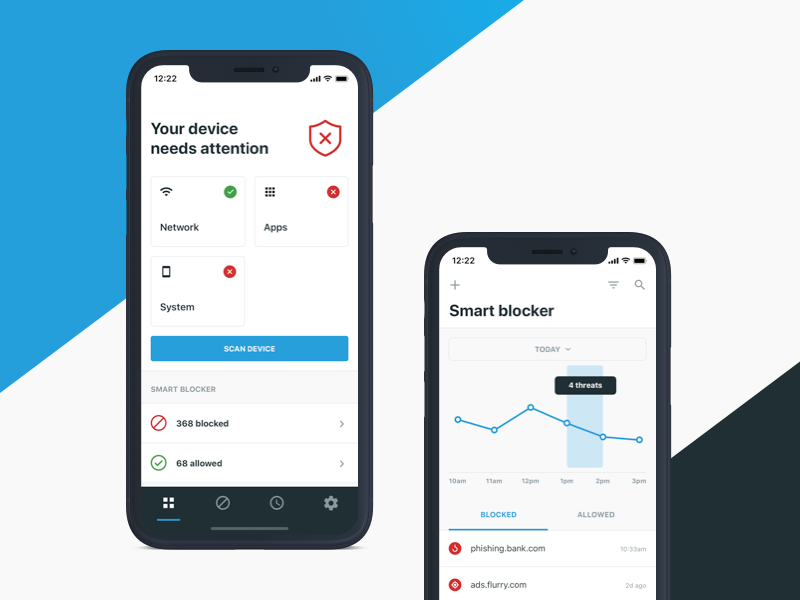 12:22
Your device
needs attention
Network
Apps
System
SCAN DEVICE
SMART BLOCKER
368 blocked
68 allowed
12:22
Smart blocker
TODAY
4 threats
10am 11am 12pm 1pm 2pm 3pm
BLOCKED ALLOWED
phishing.bank.com 10:33am
ads.flurry.com 2d ago